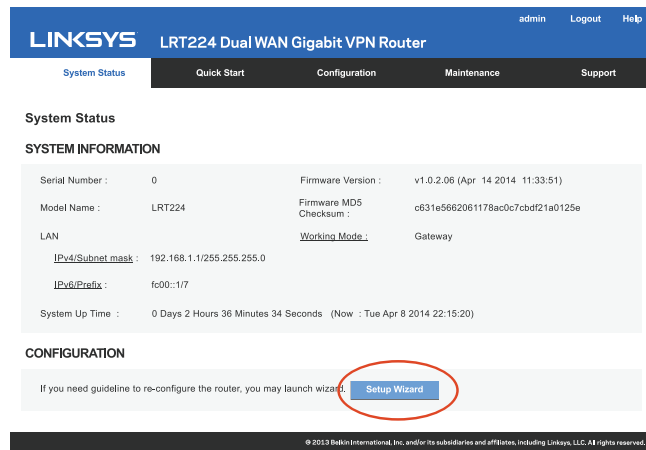 admin Logout Help
LINKSYS LRT224 Dual WAN Gigabit VPN Router
System Status Quick Start Configuration Maintenance Support
System Status
SYSTEM INFORMATION
Serial Number : 0 Firmware Version : v1.0.2.06 (Apr 14 2014 11:33:51)
Model Name : LRT224 Firmware MD5 Checksum : c631e5662061178ac0c7cbdf21a0125e
LAN Working Mode : Gateway
IPv4/Subnet mask : 192.168.1.1/255.255.255.0
IPv6/Prefix : fc00::1/7
System Up Time : 0 Days 2 Hours 36 Minutes 34 Seconds (Now : Tue Apr 8 2014 22:15:20)
CONFIGURATION
If you need guideline to re-configure the router, you may launch wizard. Setup Wizard
© 2013 Belkin International, Inc. and/or its subsidiaries and affiliates, including Linksys, LLC. All rights reserved.